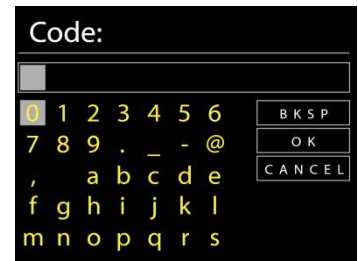 Code:
0 1 2 3 4 5 6 BKSP
7 8 9 . _ - @ OK
, a b c d e CANCEL
f g h i j k l
m n o p q r s